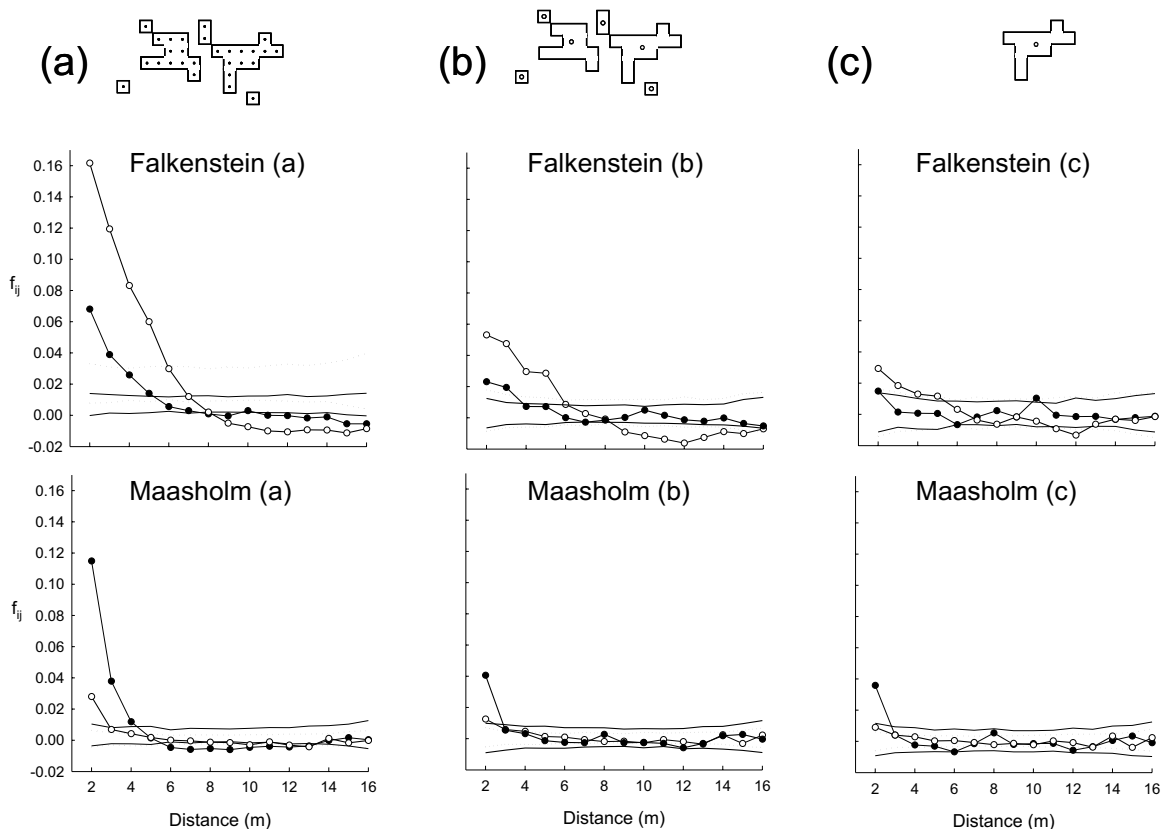 (a)
(b)
(c)
Falkenstein (a)
Falkenstein (b)
Falkenstein (c)
0.16
0.14
0.12
0.10
0.08
0.06
0.04
0.02
0.00
-0.02
fij
Maasholm (a)
Maasholm (b)
Maasholm (c)
0.16
0.14
0.12
0.10
0.08
0.06
0.04
0.02
0.00
-0.02
fij
2 4 6 8 10 12 14 16
2 4 6 8 10 12 14 16
2 4 6 8 10 12 14 16
Distance (m)
Distance (m)
Distance (m)